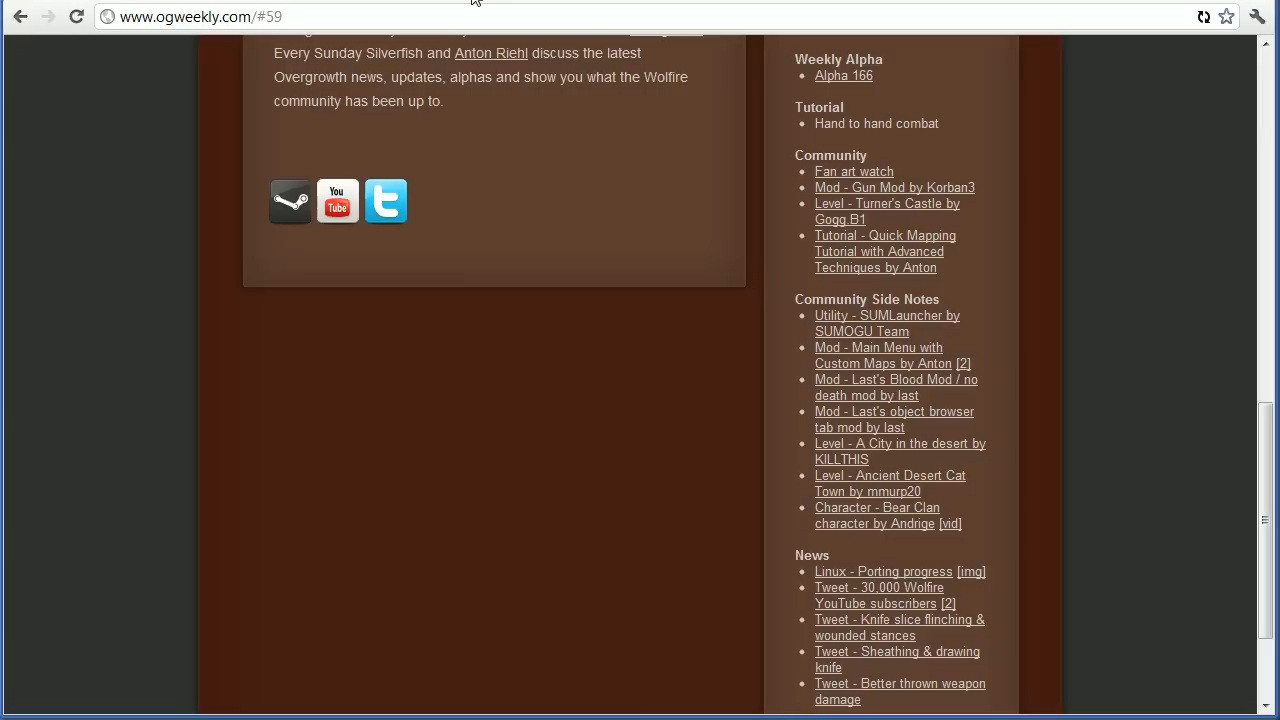 www.ogweekly.com/#59
Every Sunday Silverfish and Anton Riehl discuss the latest
Overgrowth news, updates, alphas and show you what the Wolfire
community has been up to.
You
Tube
Weekly Alpha
Alpha 166
Tutorial
Hand to hand combat
Community
Fan art watch
Mod - Gun Mod by Korban3
Level - Turner's Castle by
Gogg.B1
Tutorial - Quick Mapping
Tutorial with Advanced
Techniques by Anton
Community Side Notes
Utility - SUMLauncher by
SUMOGU Team
Mod - Main Menu with
Custom Maps by Anton [2]
Mod - Last's Blood Mod / no
death mod by last
Mod - Last's object browser
tab mod by last
Level - A City in the desert by
KILLTHIS
Level - Ancient Desert Cat
Town by mmurp20
Character - Bear Clan
character by Andrige [vid]
News
Linux - Porting progress [img]
Tweet - 30,000 Wolfire
YouTube subscribers [2]
Tweet - Knife slice flinching &
wounded stances
Tweet - Sheathing & drawing
knife
Tweet - Better thrown weapon
damage